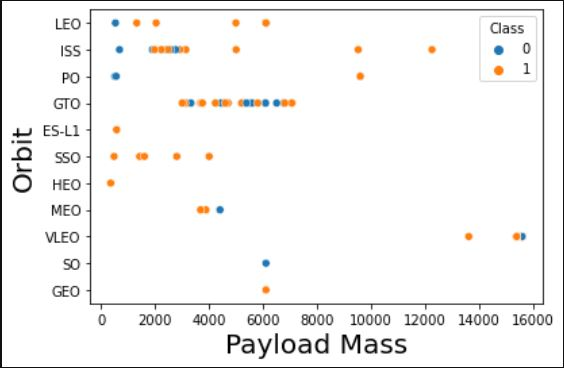 Class
0
1
LEO
ISS
PO
GTO
ES-L1
SSO
HEO
MEO
VLEO
SO
GEO
Orbit
0 2000 4000 6000 8000 10000 12000 14000 16000
Payload Mass